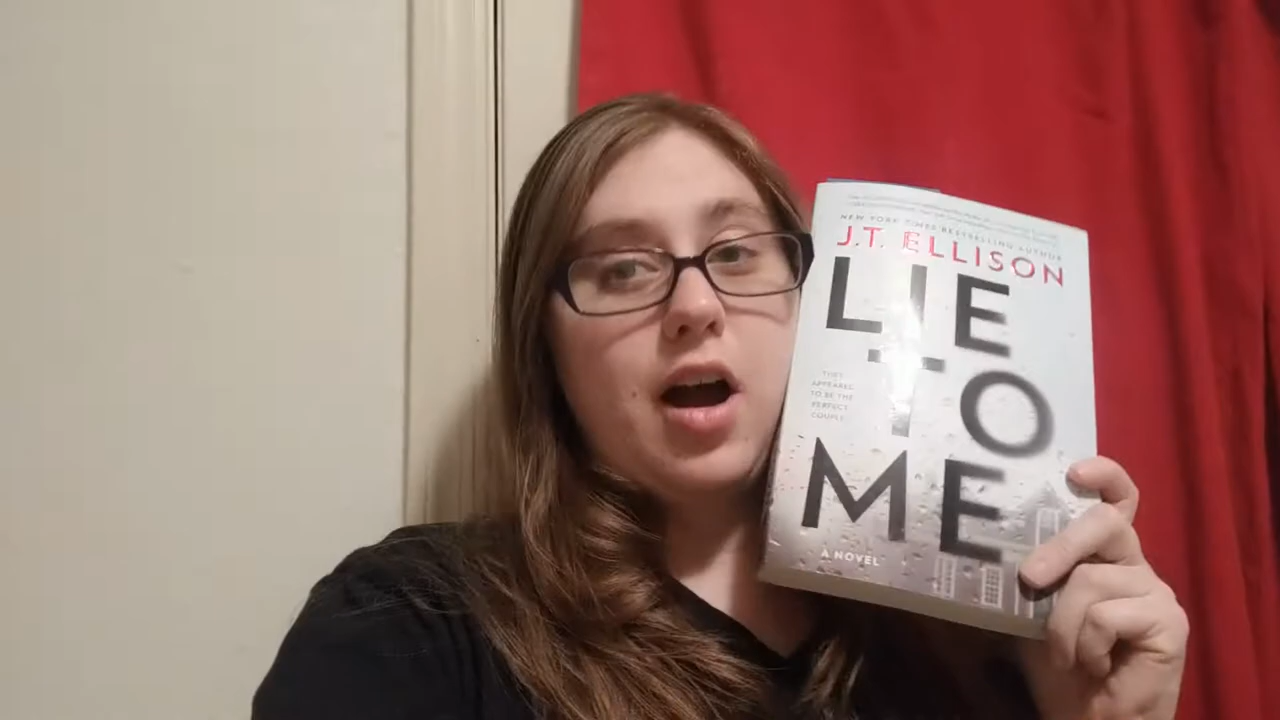 NEW YORK TIMES BESTSELLING AUTHOR
J.T. ELLISON
LIE
TO
THEY
APPEARED
TO BE THE
PERFECT
COUPLE
ME
A NOVEL